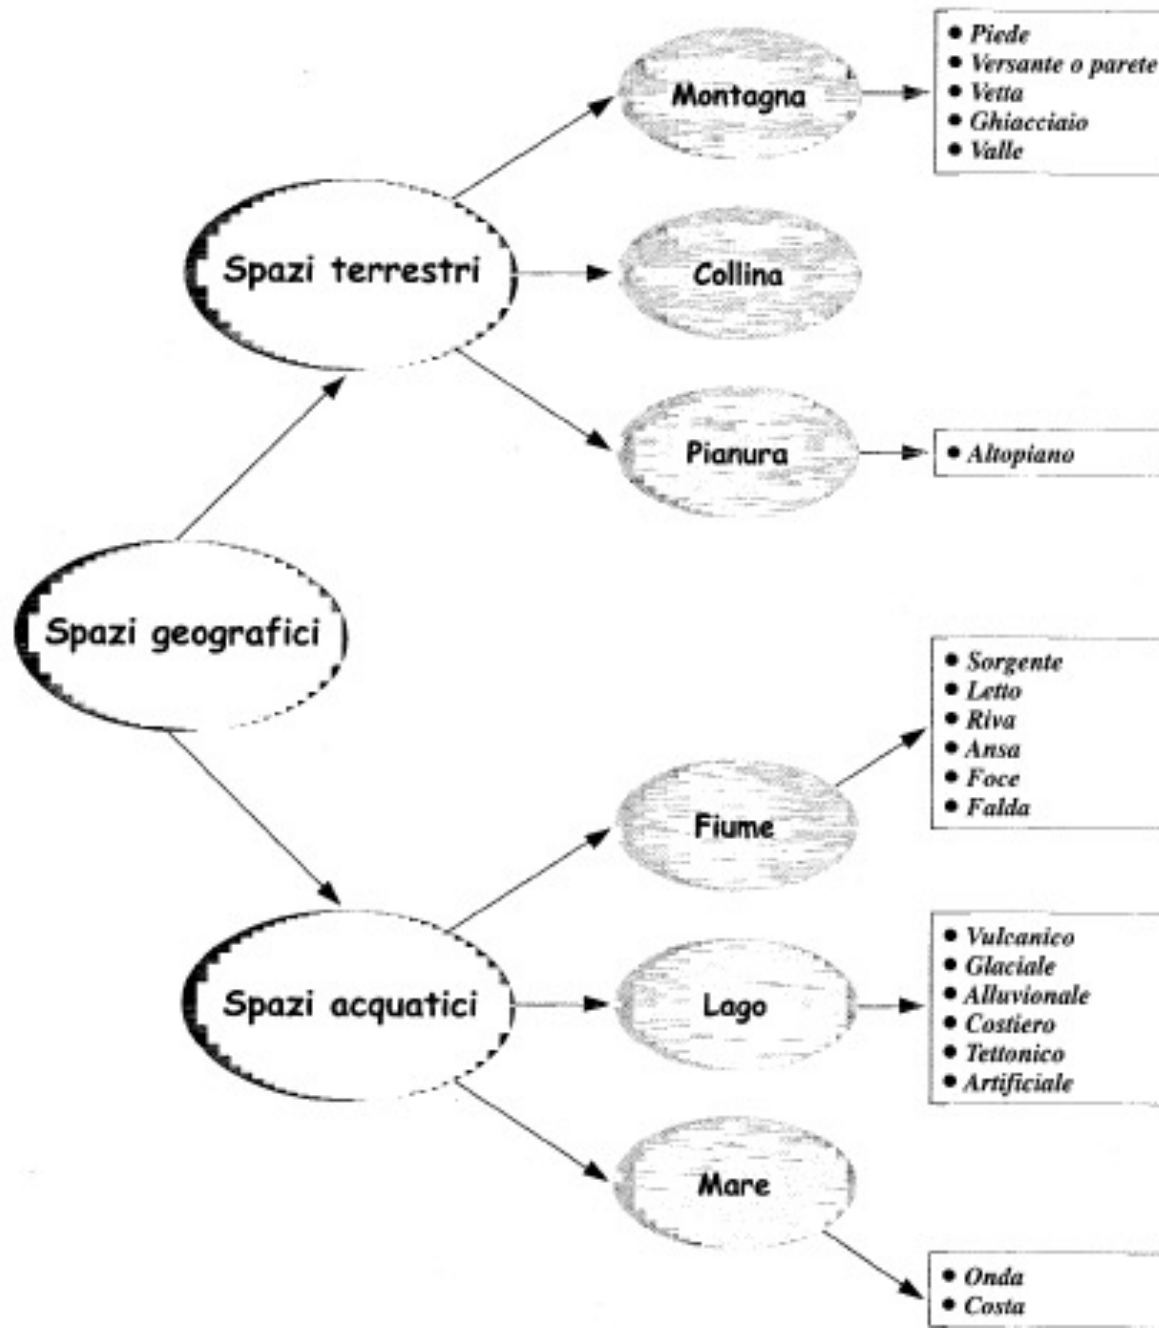 Montagna
• Piede
• Versante o parete
• Vetta
• Ghiacciaio
• Valle
Spazi terrestri
Collina
Pianura
• Altopiano
Spazi geografici
Fiume
• Sorgente
• Letto
• Riva
• Ansa
• Foce
• Falda
Spazi acquatici
Lago
• Vulcanico
• Glaciale
• Alluvionale
• Costiero
• Tettonico
• Artificiale
Mare
• Onda
• Costa